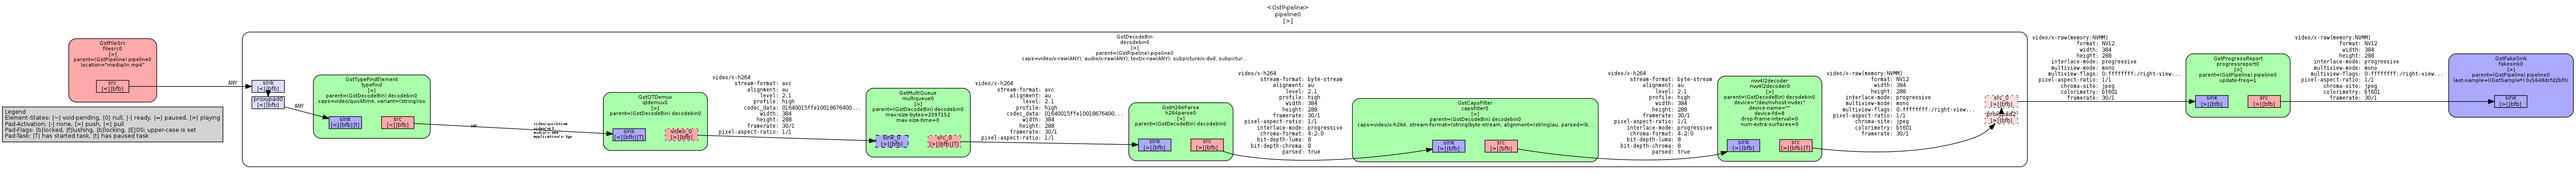 <GstPipeline>
pipeline0
[>]
GstFileSrc
filesrc0
[>]
parent=(GstPipeline) pipeline0
location="media/in.mp4"
src
[<][bfb]
ANY
Legend
Element-States: [~] void-pending, [0] null, [-] ready, [=] paused, [>] playing
Pad-Activation: [-] none, [>] push, [<] pull
Pad-Flags: [b]locked, [f]lushing, [b]locking, [E]OS; upper-case is set
Pad-Task: [T] has started task, [t] has paused task
GstDecodeBin
decodebin0
[>]
parent=(GstPipeline) pipeline0
caps=video/x-raw(ANY); audio/x-raw(ANY); text/x-raw(ANY); subpicture/x-dvd; subpictur...
sink
[<][bfb]
proxypad0
[<][bfb]
ANY
GstTypeFindElement
typefind
[>]
parent=(GstDecodeBin) decodebin0
caps=video/quicktime, variant=(string)iso
sink
[<][bfb][t]
src
[<][bfb]
ANY
video/quicktime
application/x-3gp
GstQTDemux
qtdemux0
[>]
parent=(GstDecodeBin) decodebin0
sink
[<][bfb][T]
video_0
[>][bfb]
video/x-h264
stream-format: avc
alignment: au
level: 2.1
profile: high
codec_data: 01640015ffe10018676400...
width: 384
height: 288
framerate: 30/1
pixel-aspect-ratio: 1/1
GstMultiQueue
multiqueue0
[>]
parent=(GstDecodeBin) decodebin0
max-size-bytes=2097152
max-size-time=0
sink_0
[>][bfb]
src_0
[>][bfb][T]
video/x-h264
stream-format: avc
alignment: au
level: 2.1
profile: high
codec_data: 01640015ffe10018676400...
width: 384
height: 288
framerate: 30/1
pixel-aspect-ratio: 1/1
GstH264Parse
h264parse0
[>]
parent=(GstDecodeBin) decodebin0
sink
[>][bfb]
src
[>][bfb]
video/x-h264
stream-format: byte-stream
alignment: au
level: 2.1
profile: high
width: 384
height: 288
framerate: 30/1
pixel-aspect-ratio: 1/1
interlace-mode: progressive
chroma-format: 4:2:0
bit-depth-luma: 8
bit-depth-chroma: 8
parsed: true
GstCapsFilter
capsfilter0
[>]
parent=(GstDecodeBin) decodebin0
caps=video/x-h264, stream-format=(string)byte-stream, alignment=(string)au, parsed=(b...
sink
[>][bfb]
src
[>][bfb]
video/x-h264
stream-format: byte-stream
alignment: au
level: 2.1
profile: high
width: 384
height: 288
framerate: 30/1
pixel-aspect-ratio: 1/1
interlace-mode: progressive
chroma-format: 4:2:0
bit-depth-luma: 8
bit-depth-chroma: 8
parsed: true
nvv4l2decoder
nvv4l2decoder0
[>]
parent=(GstDecodeBin) decodebin0
device="/dev/nvhost-nvdec"
device-name=""
device-fd=8
drop-frame-interval=0
num-extra-surfaces=0
sink
[>][bfb]
src
[>][bfb][T]
video/x-raw(memory:NVMM)
format: NV12
width: 384
height: 288
interlace-mode: progressive
multiview-mode: mono
multiview-flags: 0:ffffffff:/right-view...
pixel-aspect-ratio: 1/1
chroma-site: jpeg
colorimetry: bt601
framerate: 30/1
src_0
[>][bfb]
proxypad2
[>][bfb]
video/x-raw(memory:NVMM)
format: NV12
width: 384
height: 288
interlace-mode: progressive
multiview-mode: mono
multiview-flags: 0:ffffffff:/right-view...
pixel-aspect-ratio: 1/1
chroma-site: jpeg
colorimetry: bt601
framerate: 30/1
GstProgressReport
progressreport0
[>]
parent=(GstPipeline) pipeline0
update-freq=1
sink
[>][bfb]
src
[>][bfb]
video/x-raw(memory:NVMM)
format: NV12
width: 384
height: 288
interlace-mode: progressive
multiview-mode: mono
multiview-flags: 0:ffffffff:/right-view...
pixel-aspect-ratio: 1/1
chroma-site: jpeg
colorimetry: bt601
framerate: 30/1
GstFakeSink
fakesink0
[>]
parent=(GstPipeline) pipeline0
last-sample=((GstSample*) 0x5648dcfd2bf0)
sink
[>][bfb]